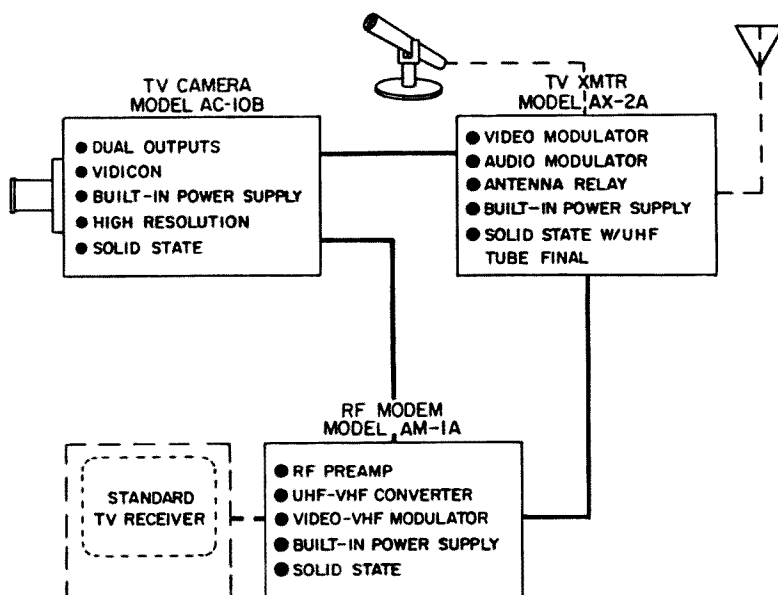 TV CAMERA
MODEL AC-10B
● DUAL OUTPUTS
● VIDICON
● BUILT-IN POWER SUPPLY
● HIGH RESOLUTION
● SOLID STATE
TV XMTR
MODEL AX-2A
● VIDEO MODULATOR
● AUDIO MODULATOR
● ANTENNA RELAY
● BUILT-IN POWER SUPPLY
● SOLID STATE W/UHF
TUBE FINAL
RF MODEM
MODEL AM-1A
● RF PREAMP
● UHF-VHF CONVERTER
● VIDEO-VHF MODULATOR
● BUILT-IN POWER SUPPLY
● SOLID STATE
STANDARD
TV RECEIVER